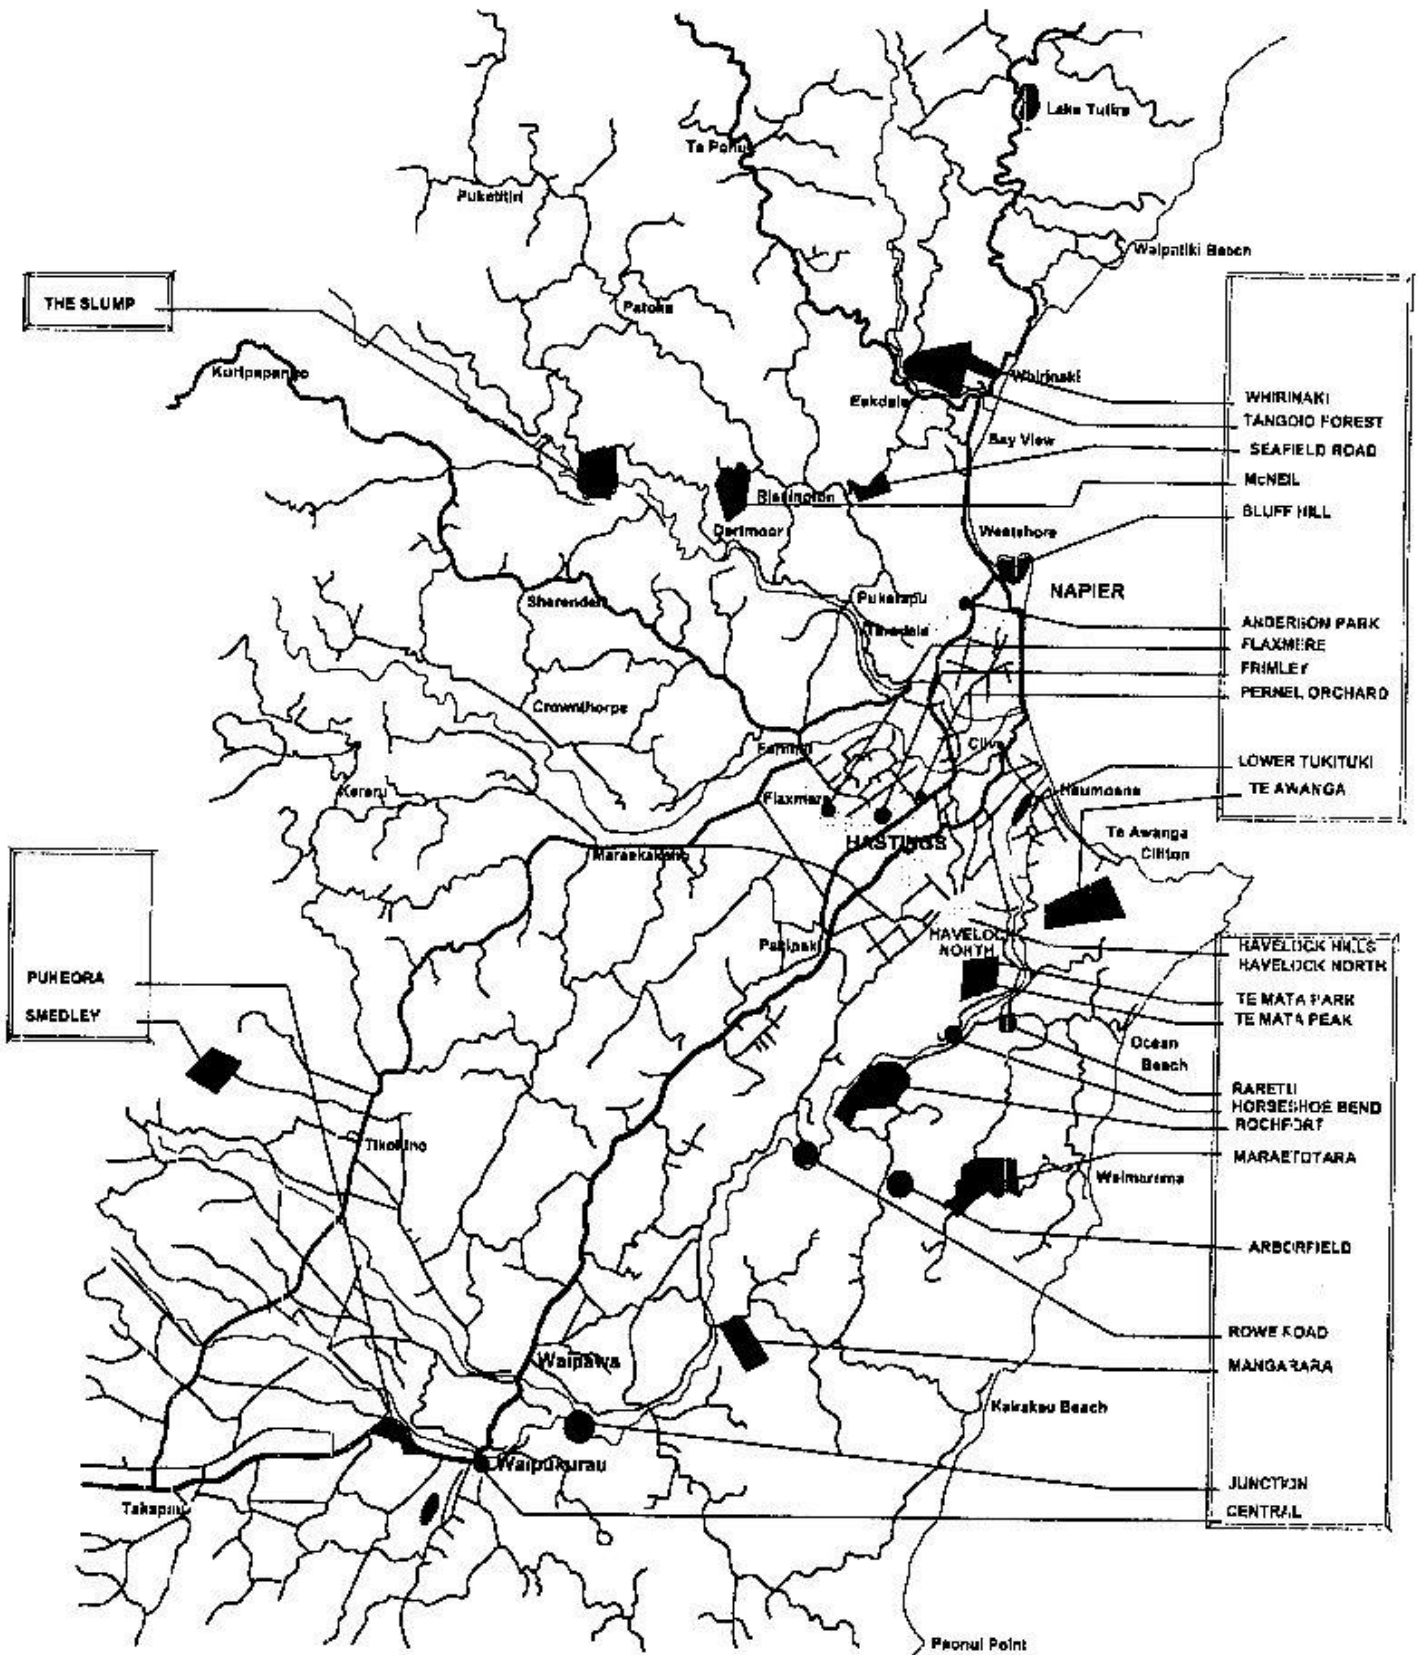 Lake Tutira
Te Pohue
Puketitiri
Waipatiki Beach
THE SLUMP
Patoka
Kuripapango
Whirinaki
WHIRINAKI
Eskdale
TANGOIO FOREST
Bay View
SEAFIELD ROAD
McNEIL
Rissington
BLUFF HILL
Dartmoor
Westshore
NAPIER
Sherenden
Puketapu
ANDERSON PARK
Taradale
FLAXMERE
FRIMLEY
PERNEL ORCHARD
Crownthorpe
Clive
Fernhill
LOWER TUKITUKI
Kereru
Flaxmere
Haumoana
TE AWANGA
Te Awanga
HASTINGS
Clifton
Maraekakaho
Pakipaki
HAVELOCK
NORTH
HAVELOCK HILLS
HAVELOCK NORTH
PUKEORA
TE MATA PARK
SMEDLEY
TE MATA PEAK
Ocean
Beach
RARETU
HORSESHOE BEND
ROCHFORT
Tikokino
MARAETOTARA
Waimarama
ARBORFIELD
ROWE ROAD
Waipawa
MANGARARA
Kairakau Beach
Waipukurau
JUNCTION
Takapau
CENTRAL
Paonui Point